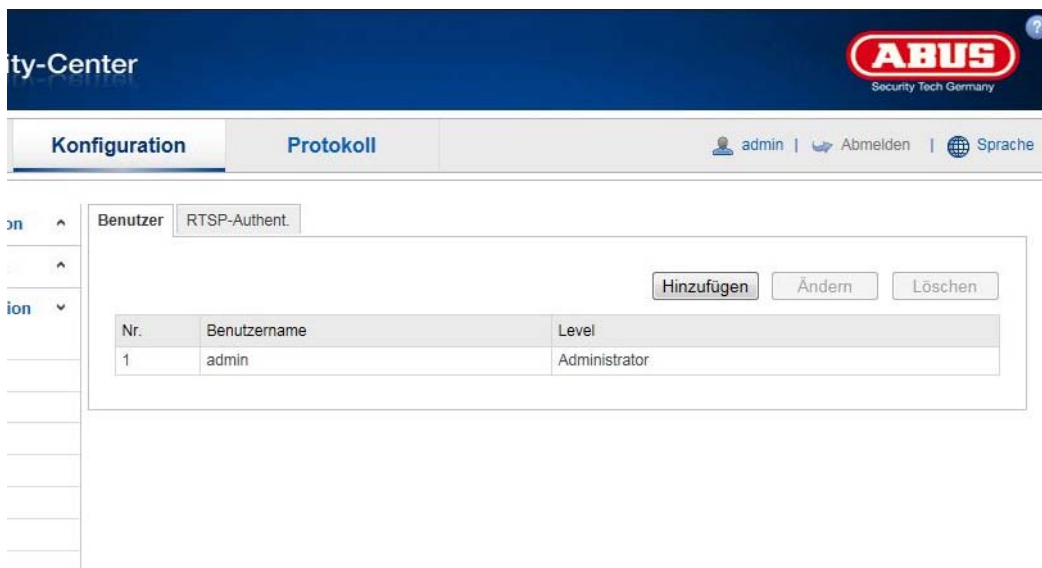 ity-Center
ABUS
Security Tech Germany
?
Konfiguration
Protokoll
admin | Abmelden | Sprache
on
Benutzer
RTSP-Authent.
ion
Hinzufügen
Ändern
Löschen
Nr. Benutzername Level
1 admin Administrator